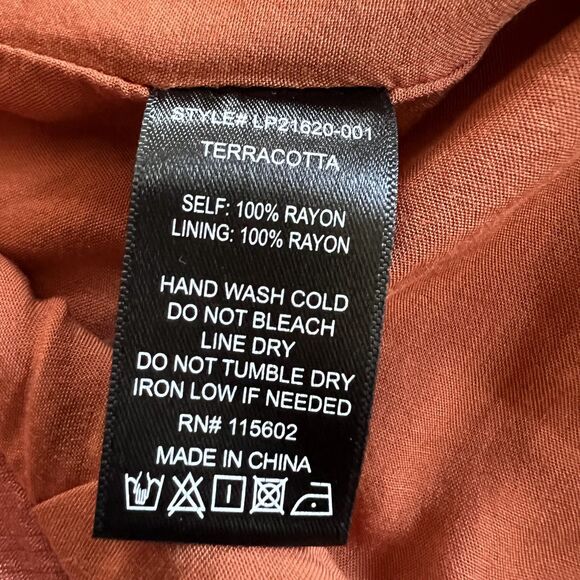 STYLE# LP21620-001
TERRACOTTA
SELF: 100% RAYON
LINING: 100% RAYON
HAND WASH COLD
DO NOT BLEACH
LINE DRY
DO NOT TUMBLE DRY
IRON LOW IF NEEDED
RN# 115602
MADE IN CHINA